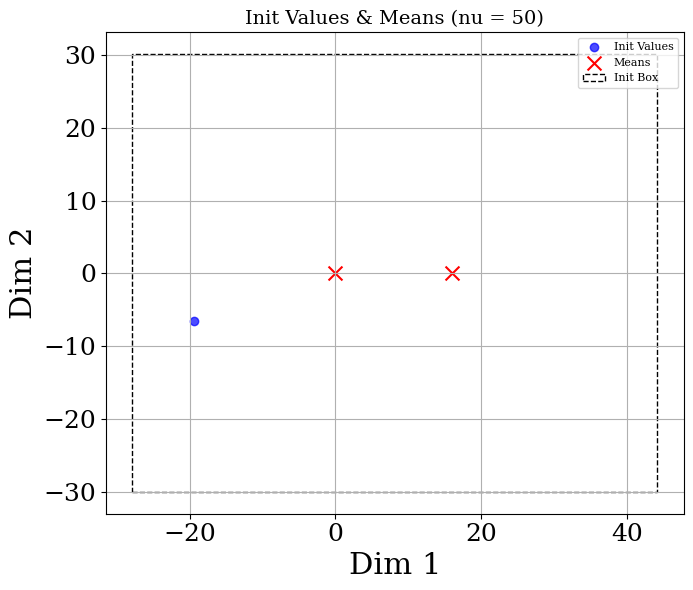 Init Values & Means (nu = 50)
Init Values
Means
Init Box
30
20
10
0
−10
−20
−30
Dim 2
−20
0
20
40
Dim 1